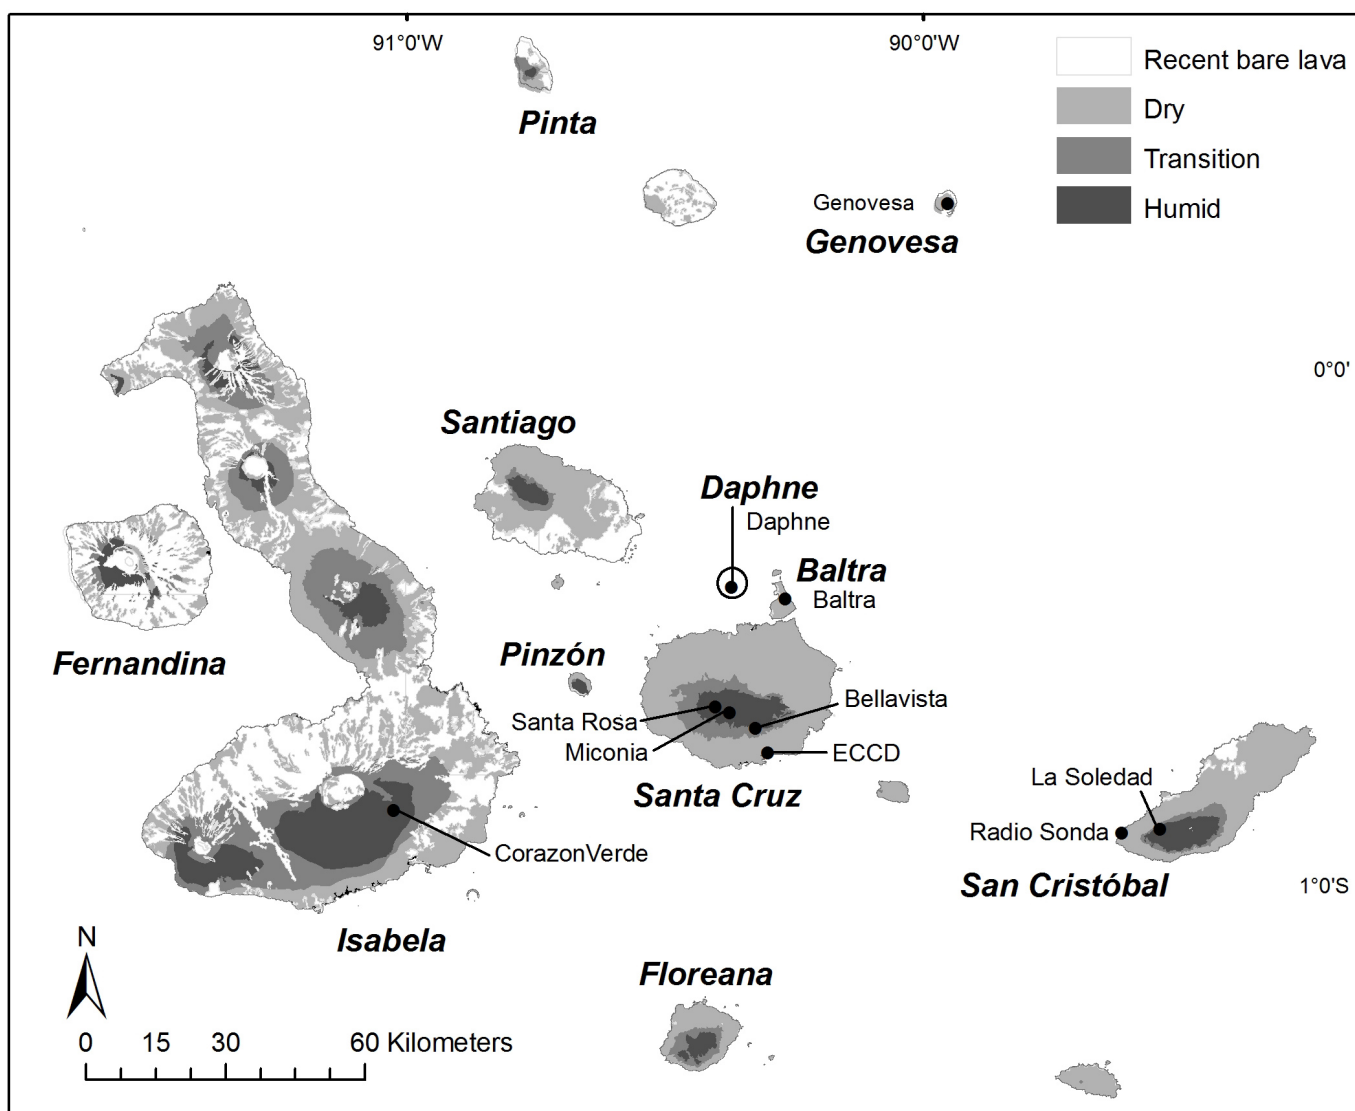 91°0'W
90°0'W
Recent bare lava
Dry
Transition
Humid
Pinta
Genovesa
Genovesa
0°0'
Santiago
Daphne
Daphne
Baltra
Baltra
Fernandina
Pinzón
Bellavista
Santa Rosa
Miconia
ECCD
Santa Cruz
La Soledad
Radio Sonda
CorazonVerde
San Cristóbal
1°0'S
Isabela
N
Floreana
0 15 30 60 Kilometers